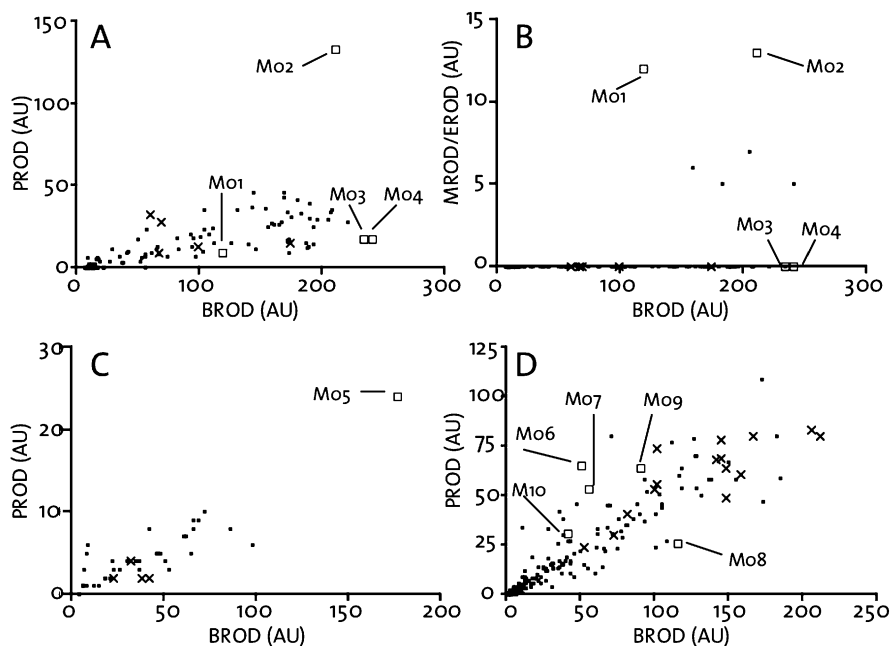 A
PROD (AU)
150
100
50
0
0
100
200
300
BROD (AU)
Mo2
Mo1
Mo3
Mo4
B
MROD/EROD (AU)
15
10
5
0
0
100
200
300
BROD (AU)
Mo1
Mo2
Mo3
Mo4
C
PROD (AU)
30
20
10
0
0
50
100
150
200
BROD (AU)
Mo5
D
PROD (AU)
125
100
75
50
25
0
0
50
100
150
200
250
BROD (AU)
Mo7
Mo9
Mo6
M10
Mo8